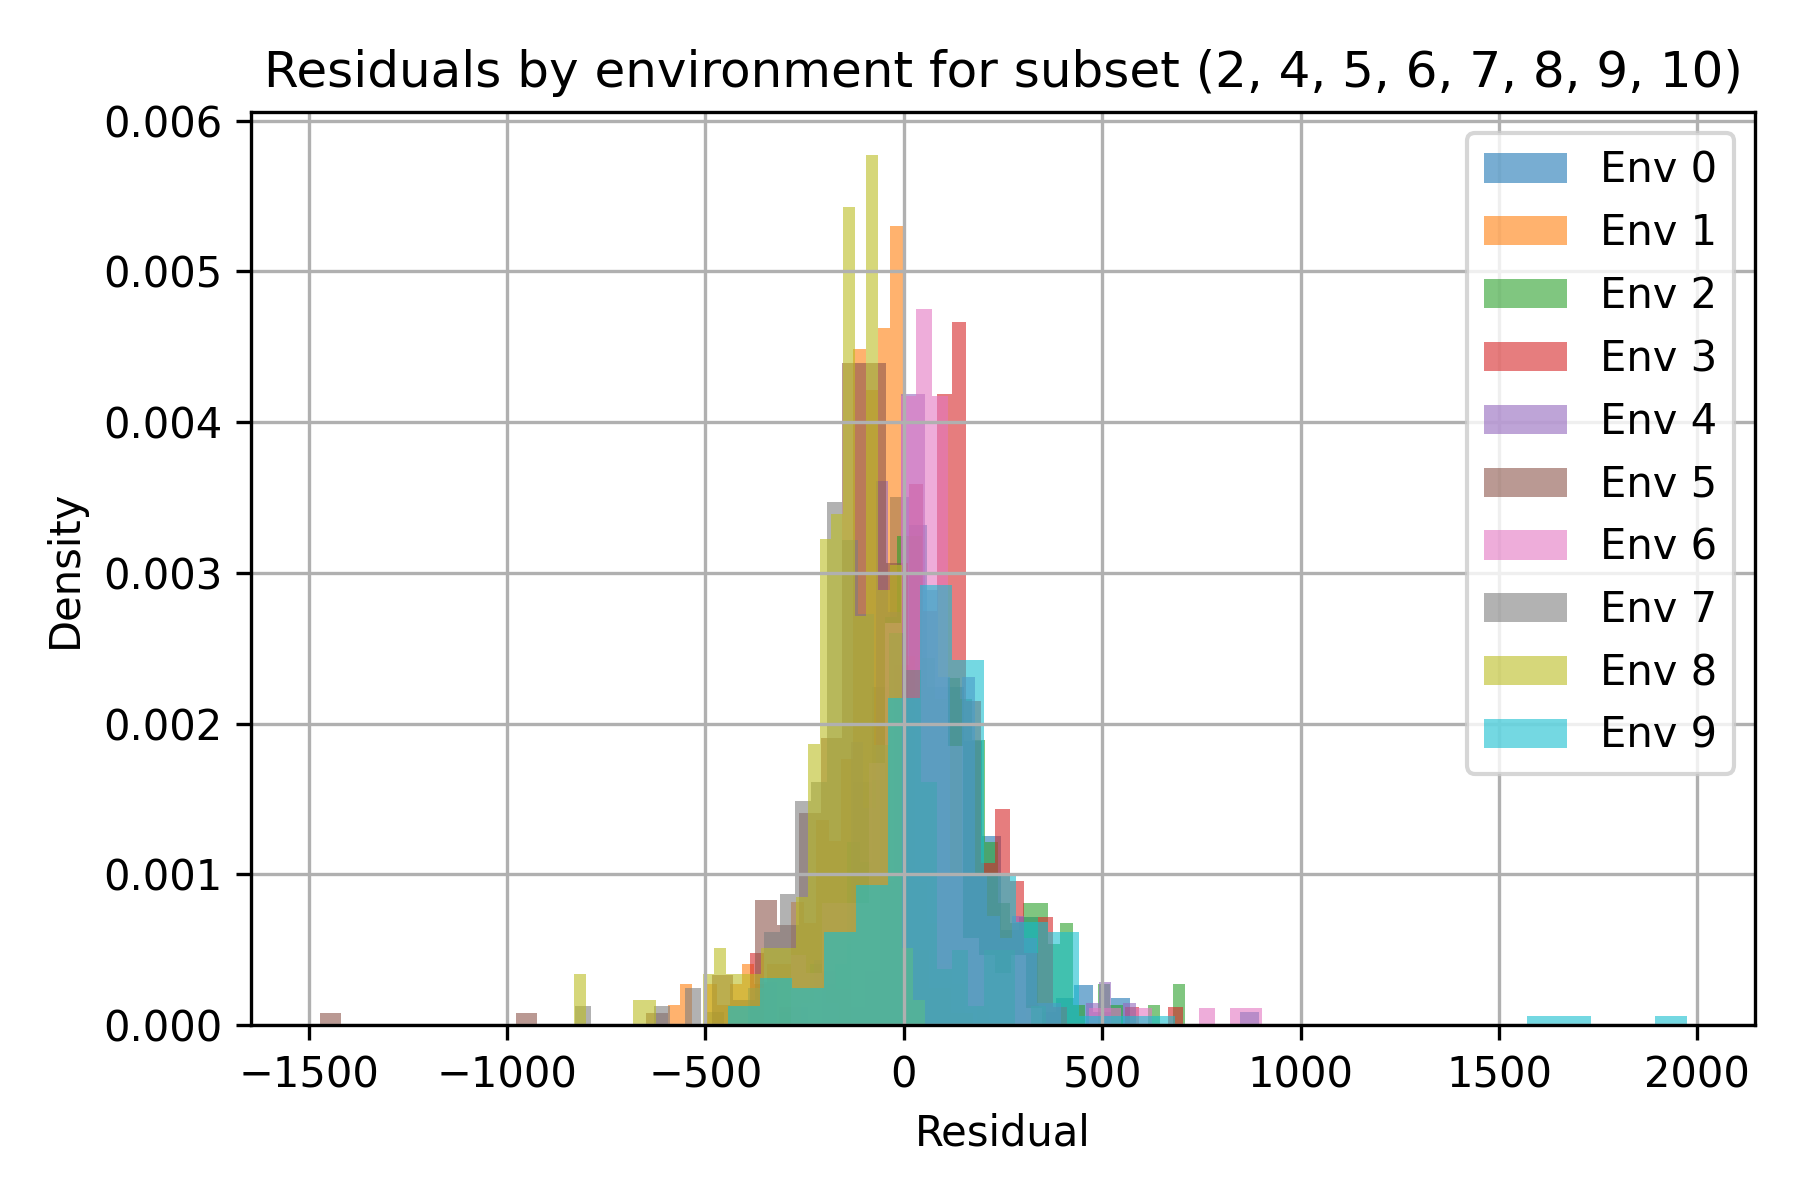 Residuals by environment for subset (2, 4, 5, 6, 7, 8, 9, 10)
0.006
0.005
0.004
0.003
0.002
0.001
0.000
Density
Env 0
Env 1
Env 2
Env 3
Env 4
Env 5
Env 6
Env 7
Env 8
Env 9
−1500 −1000 −500 0 500 1000 1500 2000
Residual